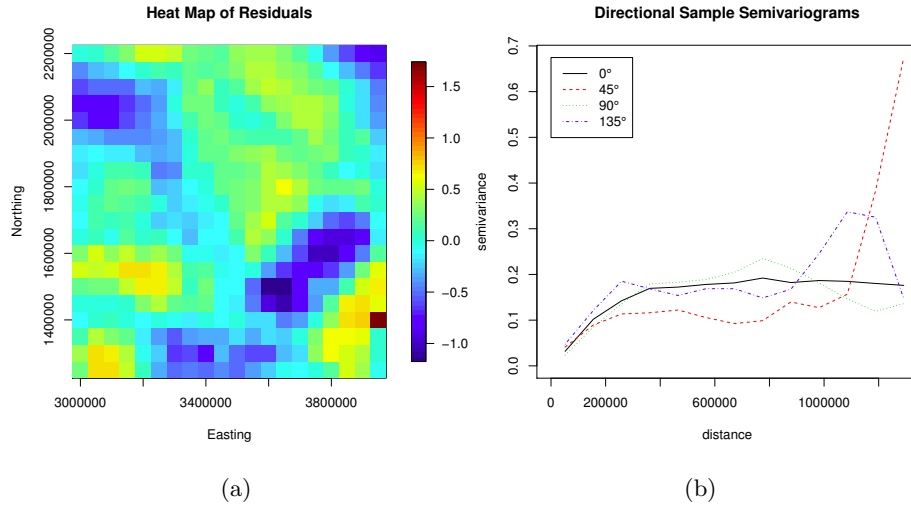 Heat Map of Residuals
Northing
2200000
2000000
1800000
1600000
1400000
3000000 3400000 3800000
Easting
1.5
1.0
0.5
0.0
−0.5
−1.0
(a)
Directional Sample Semivariograms
semivariance
0.7
0.6
0.5
0.4
0.3
0.2
0.1
0.0
0°
45°
90°
135°
0 200000 600000 1000000
distance
(b)